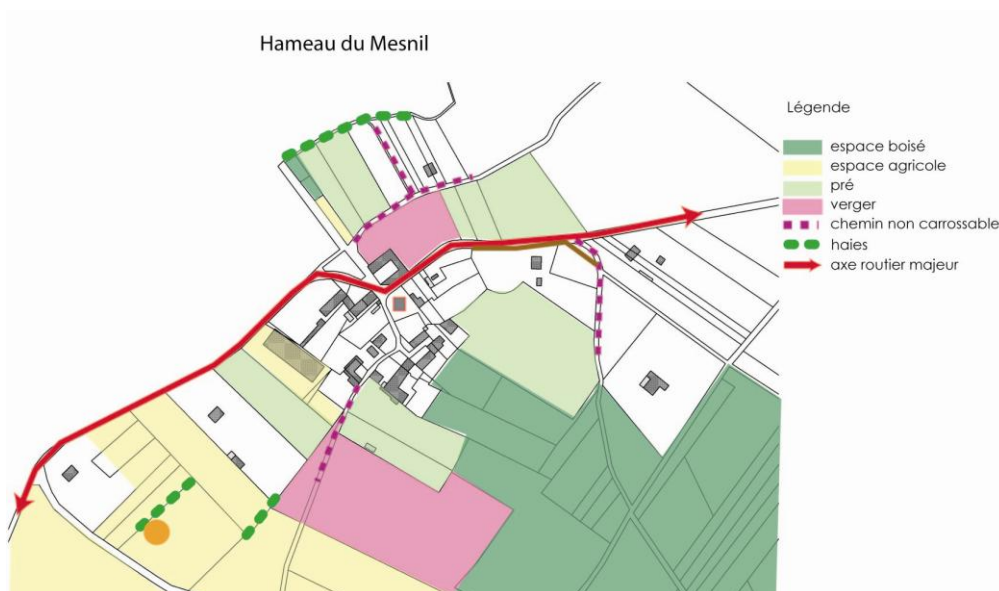 Hameau du Mesnil
Légende
espace boisé
espace agricole
pré
verger
chemin non carrossable
haies
axe routier majeur